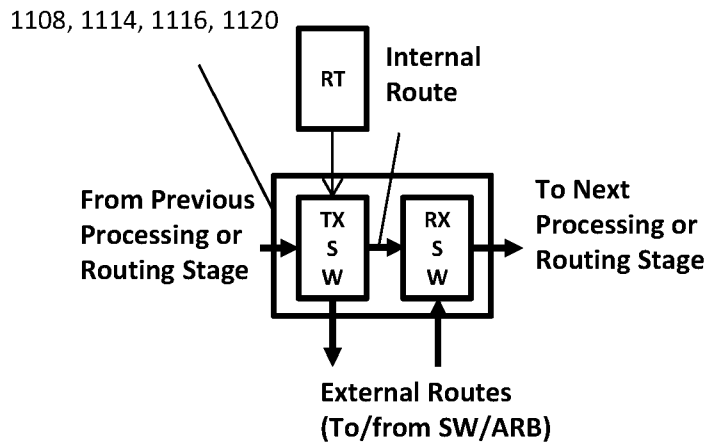 1108, 1114, 1116, 1120
RT
Internal
Route
From Previous
Processing or
Routing Stage
TX
S
W
RX
S
W
To Next
Processing or
Routing Stage
External Routes
(To/from SW/ARB)